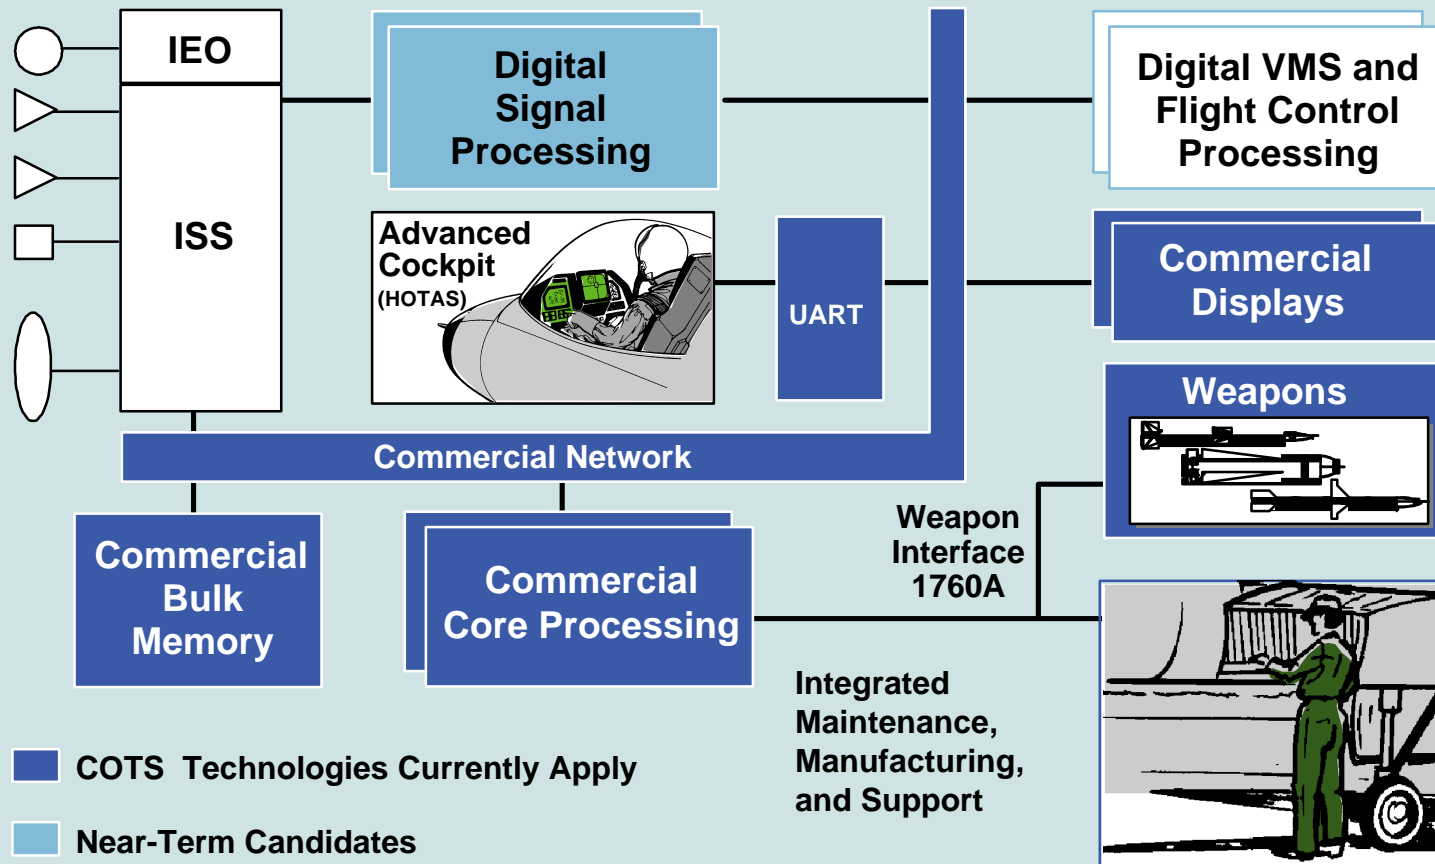 IEO
ISS
Digital
Signal
Processing
Digital VMS and
Flight Control
Processing
Advanced
Cockpit
(HOTAS)
UART
Commercial
Displays
Weapons
Commercial Network
Commercial
Bulk
Memory
Commercial
Core Processing
Weapon
Interface
1760A
Integrated
Maintenance,
Manufacturing,
and Support
COTS Technologies Currently Apply
Near-Term Candidates